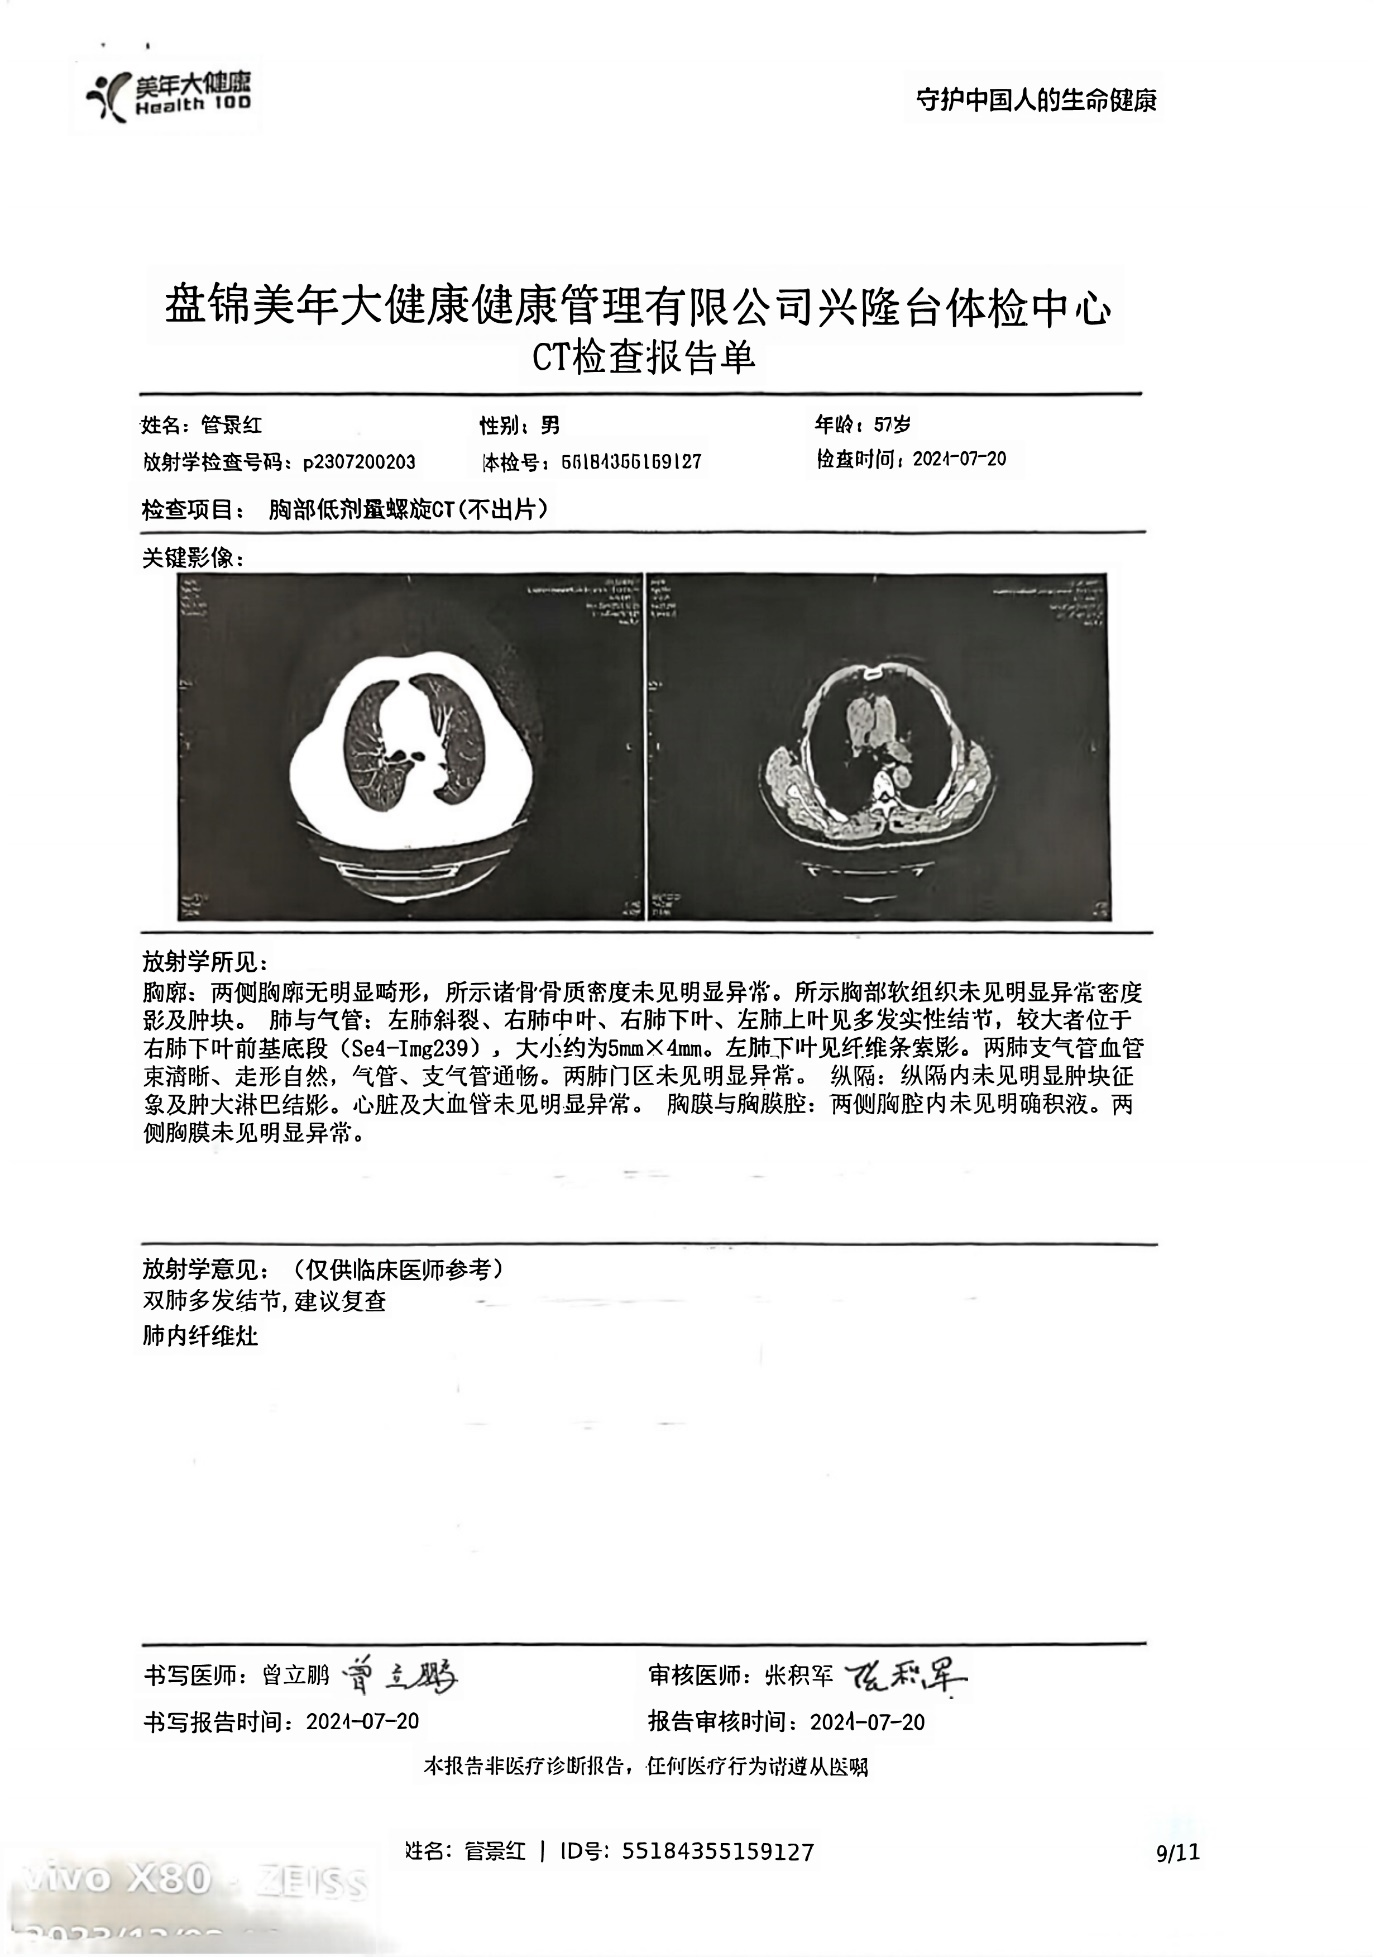 美年大健康
Health 100
守护中国人的生命健康
盘锦美年大健康健康管理有限公司兴隆台体检中心
CT检查报告单
姓名：管景红 性别：男 年龄：57岁
放射学检查号码：p2307200203 体检号：55184355159127 检查时间：2024-07-20
检查项目： 胸部低剂量螺旋CT(不出片)
关键影像：
放射学所见：
胸廓：两侧胸廓无明显畸形，所示诸骨骨质密度未见明显异常。所示胸部软组织未见明显异常密度
影及肿块。 肺与气管：左肺斜裂、右肺中叶、右肺下叶、左肺上叶见多发实性结节，较大者位于
右肺下叶前基底段（Se4-Img239），大小约为5mm×4mm。左肺下叶见纤维条索影。两肺支气管血管
束清晰、走形自然，气管、支气管通畅。两肺门区未见明显异常。 纵隔：纵隔内未见明显肿块征
象及肿大淋巴结影。心脏及大血管未见明显异常。 胸膜与胸膜腔：两侧胸腔内未见明确积液。两
侧胸膜未见明显异常。
放射学意见：（仅供临床医师参考）
双肺多发结节,建议复查
肺内纤维灶
书写医师：曾立鹏 曾立鹏 审核医师：张积军 张积军
书写报告时间：2024-07-20 报告审核时间：2024-07-20
本报告非医疗诊断报告，任何医疗行为请遵从医嘱
姓名：管景红 | ID号: 55184355159127 9/11
vivo X80 · ZEISS